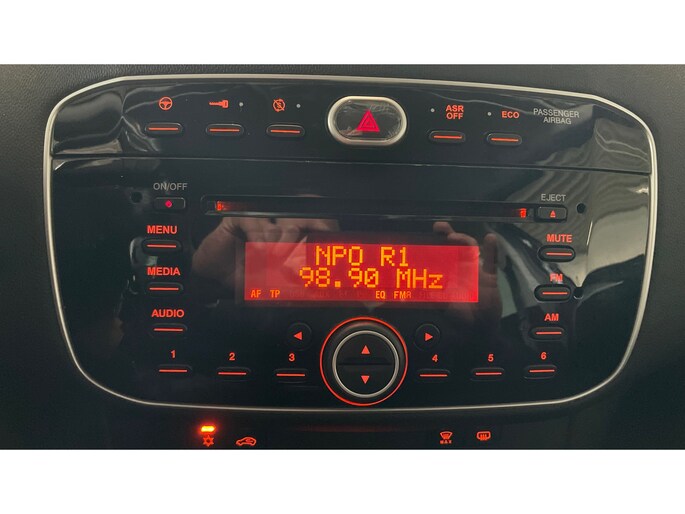 ASR
OFF
ECO
PASSENGER
AIRBAG
ON/OFF
EJECT
MENU
MUTE
NPO R1
98.90 MHz
MEDIA
FM
AF TP EQ FMR
AUDIO
AM
1
2
3
4
5
6
MAX